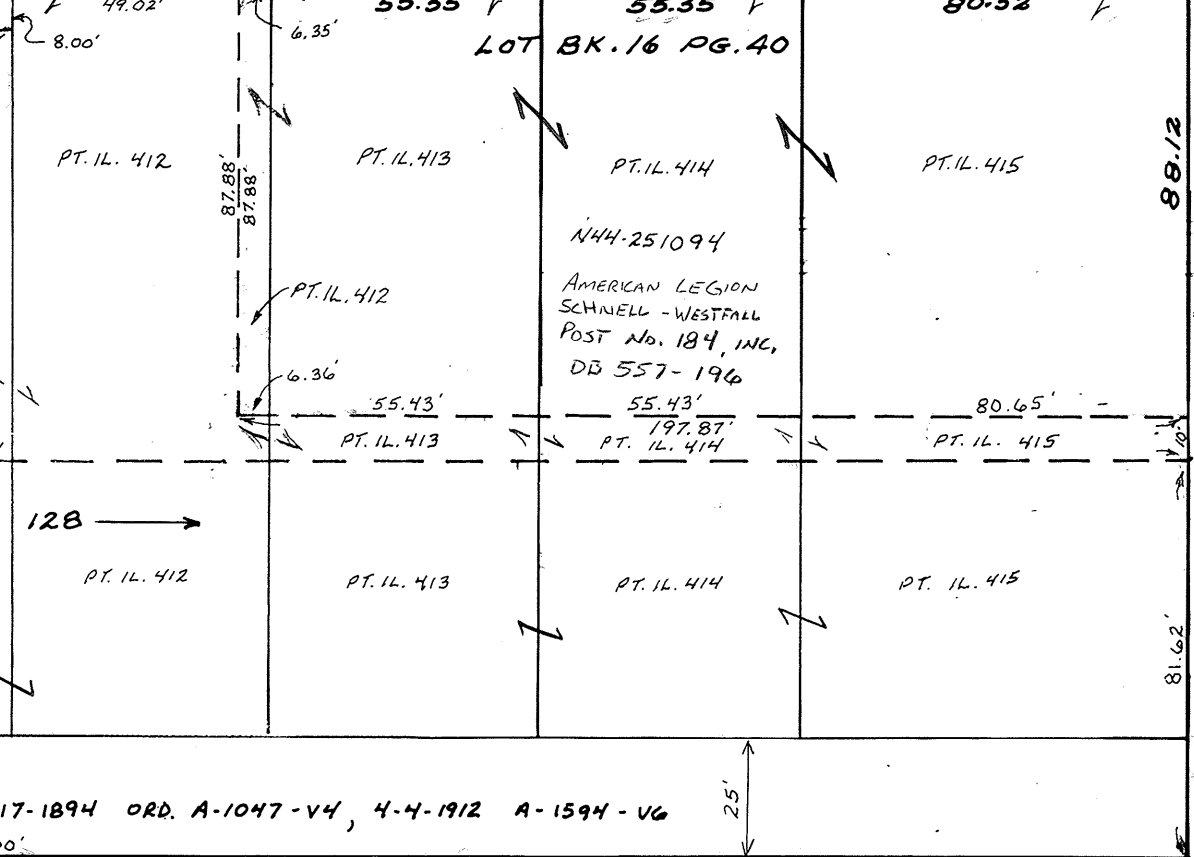 49.02'
6.35'
55.35'
55.35'
80.52
8.00'
LOT BK. 16 PG. 40
PT. IL. 412
PT. IL. 413
PT. IL. 414
PT. IL. 415
88.12
87.88'
87.88'
N44-251094
PT. IL. 412
AMERICAN LEGION
SCHNELL - WESTFALL
POST NO. 184, INC,
DB 557 - 196
6.36'
55.43'
55.43'
80.65'
197.87'
PT. IL. 413
PT. IL. 414
PT. IL. 415
10'
128
PT. IL. 412
PT. IL. 413
PT. IL. 414
PT. IL. 415
81.62'
25'
17-1894 ORD. A-1047-V4, 4-4-1912 A-1594-V6